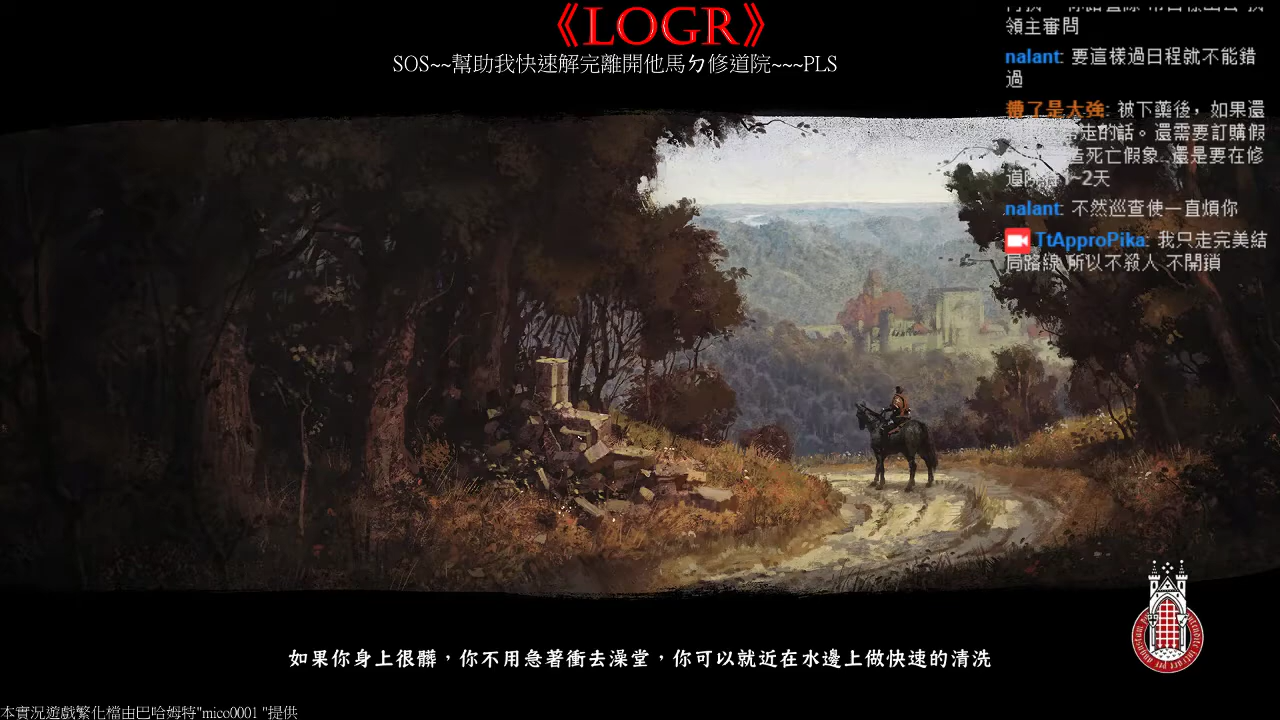 《LOGR》
SOS~~幫助我快速解完離開他馬ㄉ修道院~~~PLS
領主審問
nalant: 要這樣過日程就不能錯
過
被下藥後，如果還
走的話。還需要訂購假
造死亡假象 還是要在修
道院 1~2天
nalant: 不然巡查使一直煩你
TtApproPika: 我只走完美結
局路線 所以不殺人 不開鎖
如果你身上很髒，你不用急著衝去澡堂，你可以就近在水邊上做快速的清洗
本實況遊戲繁化檔由巴哈姆特"mico0001 "提供